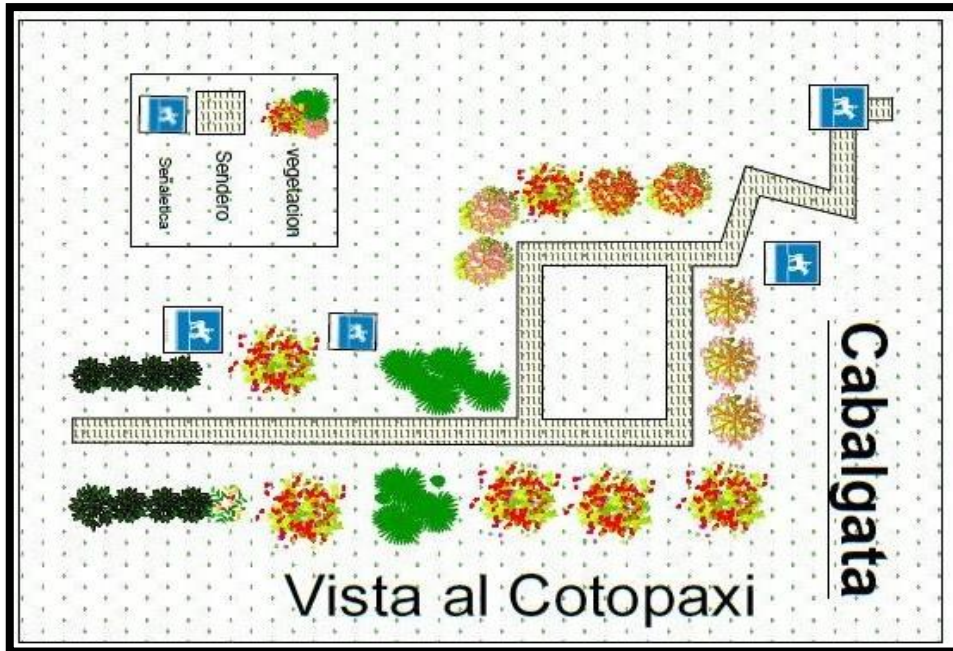 Señaletica
Sendero
vegetacion
Cabalgata
Vista al Cotopaxi